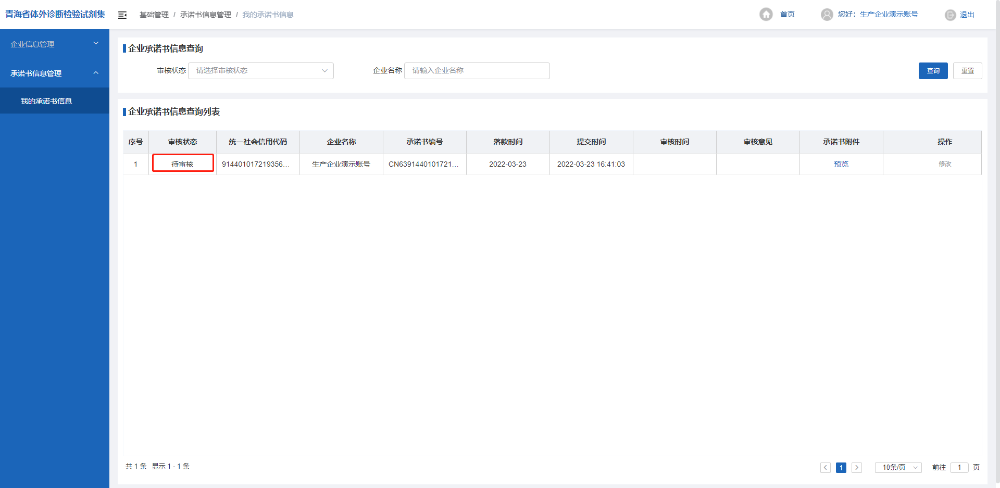 青海省体外诊断检验试剂集
基础管理 / 承诺书信息管理 / 我的承诺书信息
首页
您好：生产企业演示账号
退出
企业信息管理
承诺书信息管理
我的承诺书信息
企业承诺书信息查询
审核状态 请选择审核状态 企业名称 请输入企业名称 查询 重置
企业承诺书信息查询列表
序号 审核状态 统一社会信用代码 企业名称 承诺书编号 落款时间 提交时间 审核时间 审核意见 承诺书附件 操作
1 待审核 914401017219356... 生产企业演示账号 CN6391440101721... 2022-03-23 2022-03-23 16:41:03 预览 修改
共 1 条 显示 1 - 1 条
1 10条/页 前往 1 页